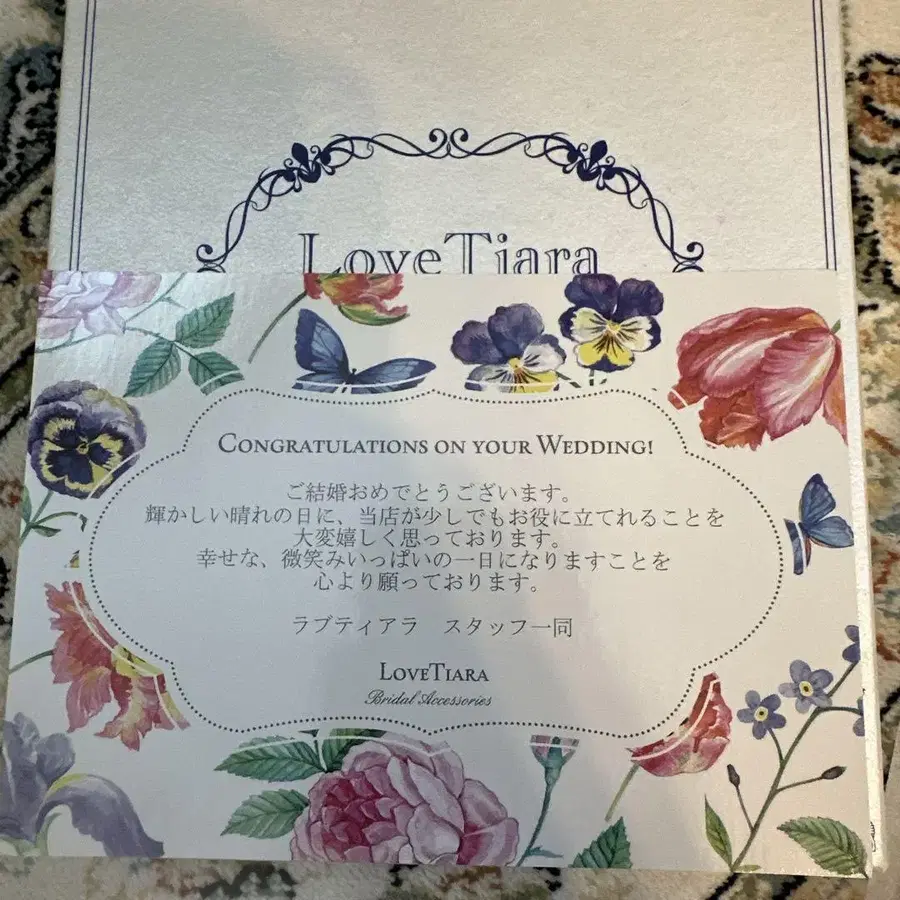 Love Tiara
CONGRATULATIONS ON YOUR WEDDING!
ご結婚おめでとうございます。
輝かしい晴れの日に、当店が少しでもお役に立てれることを
大変嬉しく思っております。
幸せな、微笑みいっぱいの一日になりますことを
心より願っております。
ラブティアラ　スタッフ一同
LOVETIARA
Bridal Accessories